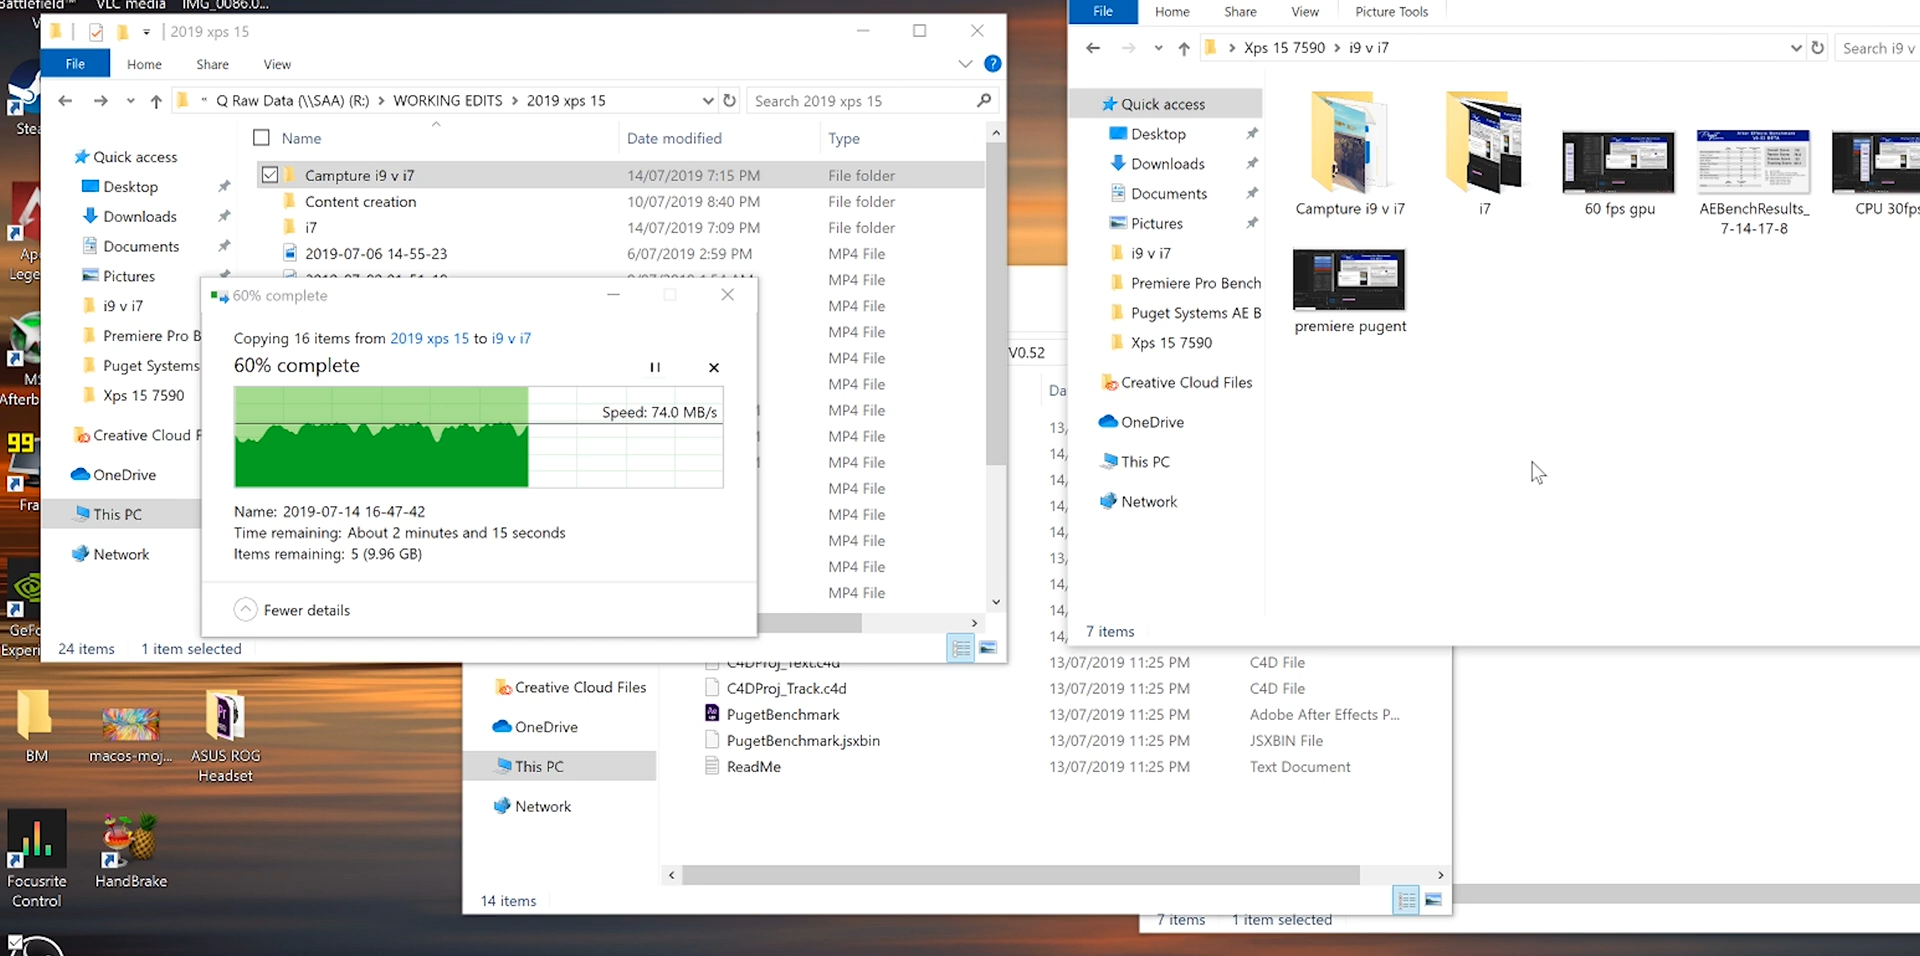 VLC media
IMG_0086.0...
2019 xps 15
File
Home
Share
View
Q Raw Data (\\SAA) (R:) > WORKING EDITS > 2019 xps 15
Search 2019 xps 15
Name
Date modified
Type
Quick access
Desktop
Downloads
Documents
Pictures
i9 v i7
Premiere Pro B
Puget Systems
Xps 15 7590
Creative Cloud F
OneDrive
This PC
Network
Campture i9 v i7
14/07/2019 7:15 PM
File folder
Content creation
10/07/2019 8:40 PM
File folder
i7
14/07/2019 7:09 PM
File folder
2019-07-06 14-55-23
6/07/2019 2:59 PM
MP4 File
MP4 File
MP4 File
MP4 File
MP4 File
MP4 File
MP4 File
MP4 File
MP4 File
MP4 File
MP4 File
MP4 File
MP4 File
MP4 File
60% complete
Copying 16 items from 2019 xps 15 to i9 v i7
60% complete
Speed: 74.0 MB/s
Name: 2019-07-14 16-47-42
Time remaining: About 2 minutes and 15 seconds
Items remaining: 5 (9.96 GB)
Fewer details
24 items
1 item selected
File
Home
Share
View
Picture Tools
Xps 15 7590 > i9 v i7
Search i9 v
Quick access
Desktop
Downloads
Documents
Pictures
i9 v i7
Premiere Pro Bench
Puget Systems AE B
Xps 15 7590
Creative Cloud Files
OneDrive
This PC
Network
Campture i9 v i7
i7
60 fps gpu
AEBenchResults_
7-14-17-8
CPU 30fps
premiere pugent
7 items
V0.52
Da
13/
14/
14/
14/
14/
13/
14/
14/
14/
C4DProj_Text.c4d
13/07/2019 11:25 PM
C4D File
C4DProj_Track.c4d
13/07/2019 11:25 PM
C4D File
PugetBenchmark
13/07/2019 11:25 PM
Adobe After Effects P...
PugetBenchmark.jsxbin
13/07/2019 11:25 PM
JSXBIN File
ReadMe
13/07/2019 11:25 PM
Text Document
Creative Cloud Files
OneDrive
This PC
Network
14 items
7 items
1 item selected
BM
macos-moj...
ASUS ROG
Headset
Focusrite
Control
HandBrake